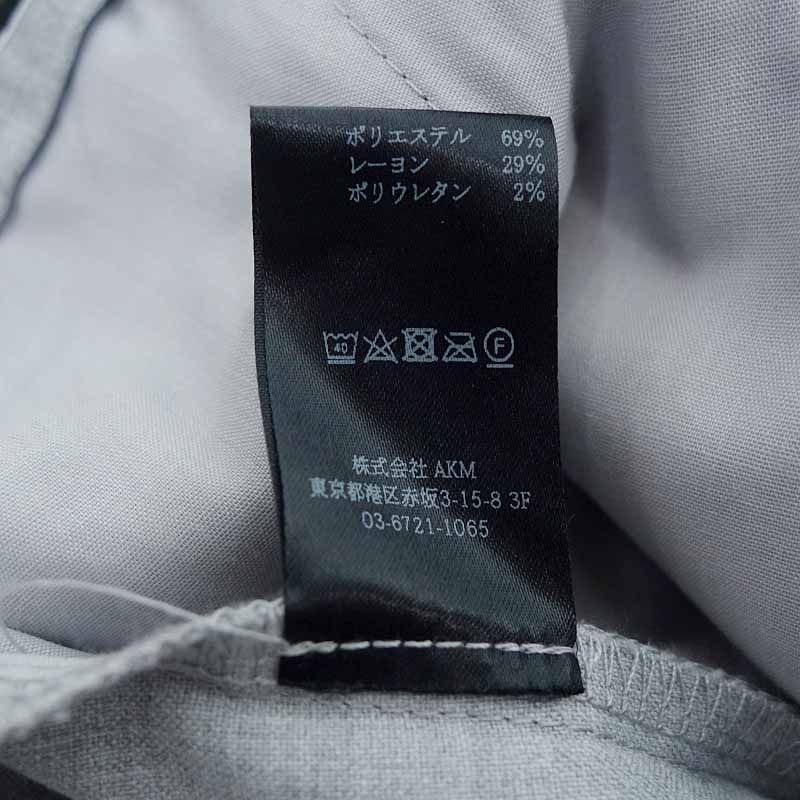 ポリエステル 69%
レーヨン 29%
ポリウレタン 2%
40 F
株式会社 AKM
東京都港区赤坂3-15-8 3F
03-6721-1065